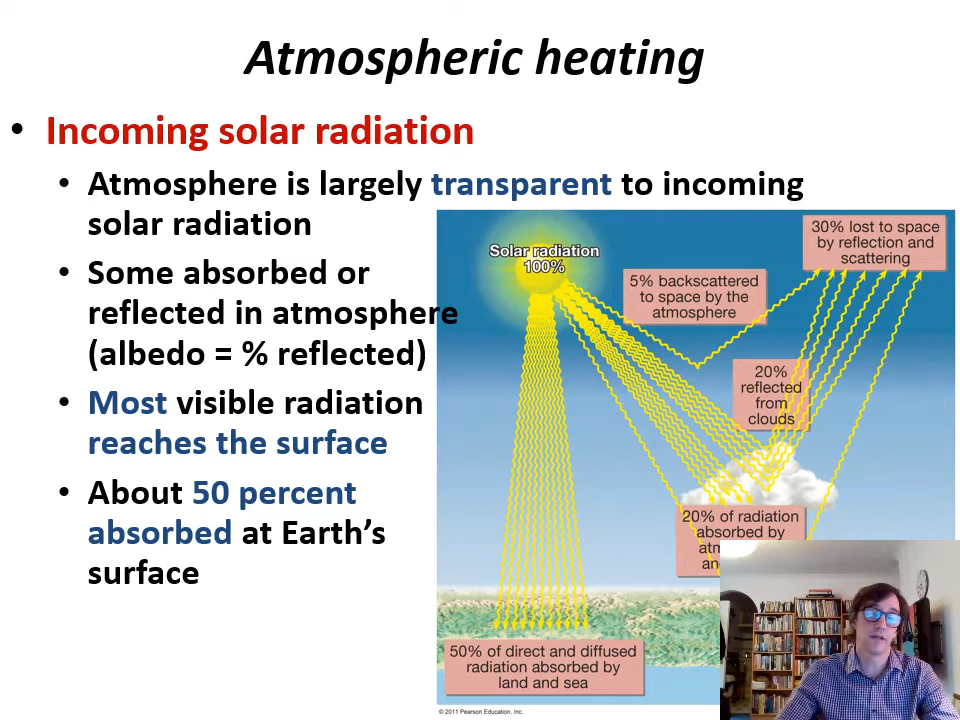 Atmospheric heating
• Incoming solar radiation
• Atmosphere is largely transparent to incoming
solar radiation
• Some absorbed or
reflected in atmosphere
(albedo = % reflected)
• Most visible radiation
reaches the surface
• About 50 percent
absorbed at Earth's
surface
Solar radiation
100%
5% backscattered
to space by the
atmosphere
30% lost to space
by reflection and
scattering
20%
reflected
from
clouds
20% of radiation
absorbed by
50% of direct and diffused
radiation absorbed by
land and sea
© 2011 Pearson Education, Inc.